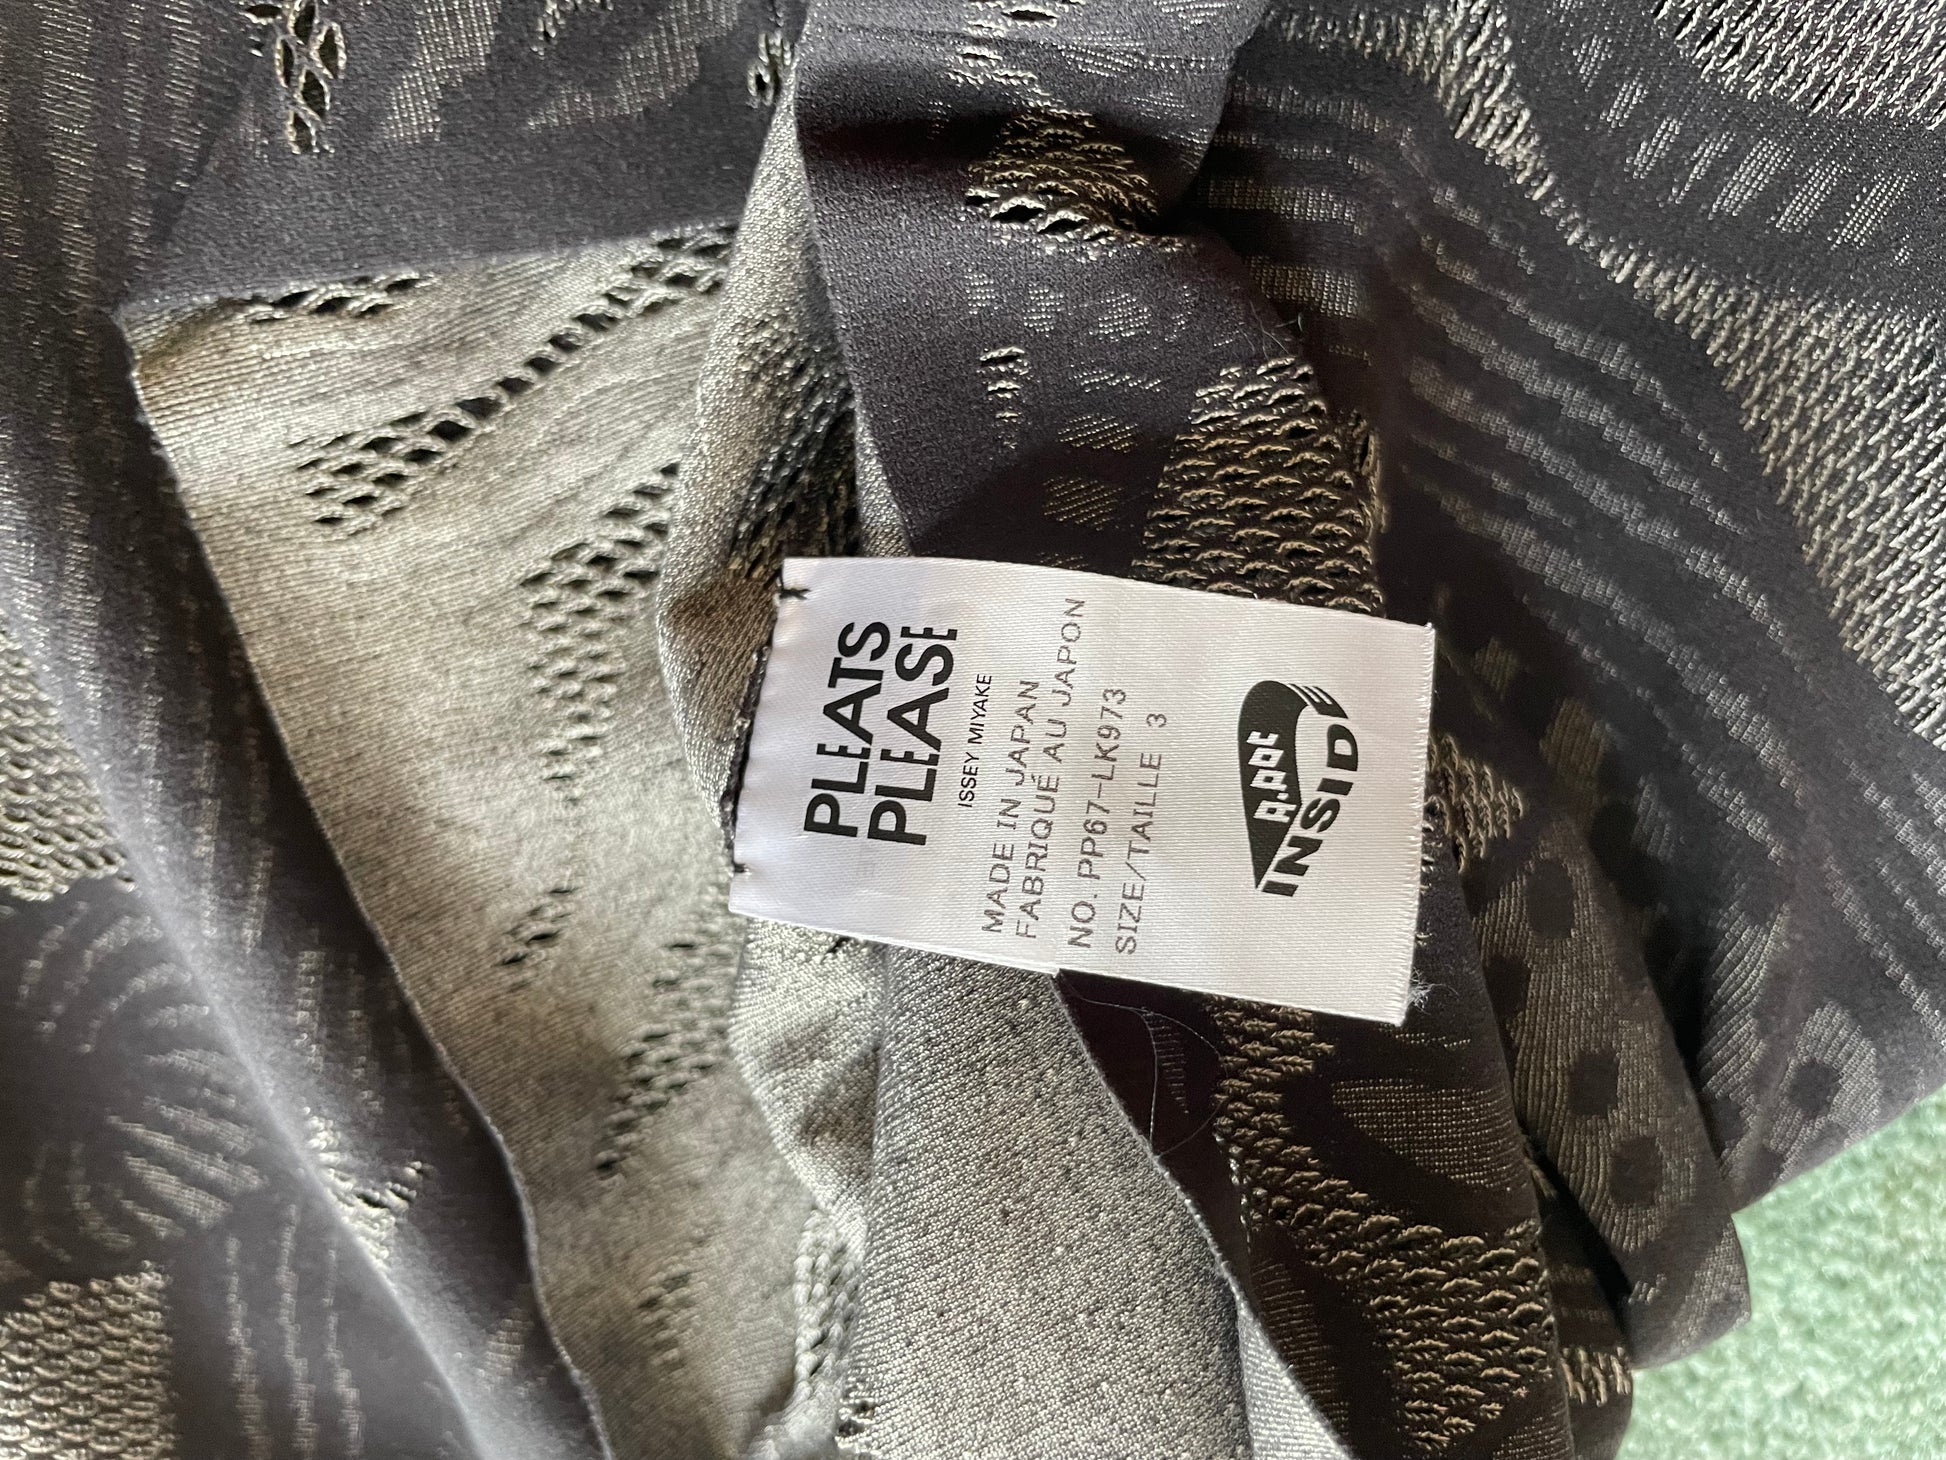 PLEATS
PLEASE
ISSEY MIYAKE
MADE IN JAPAN
FABRIQUÉ AU JAPON
NO. PP67-LK973
SIZE/TAILLE 3
A.POC
INSIDE